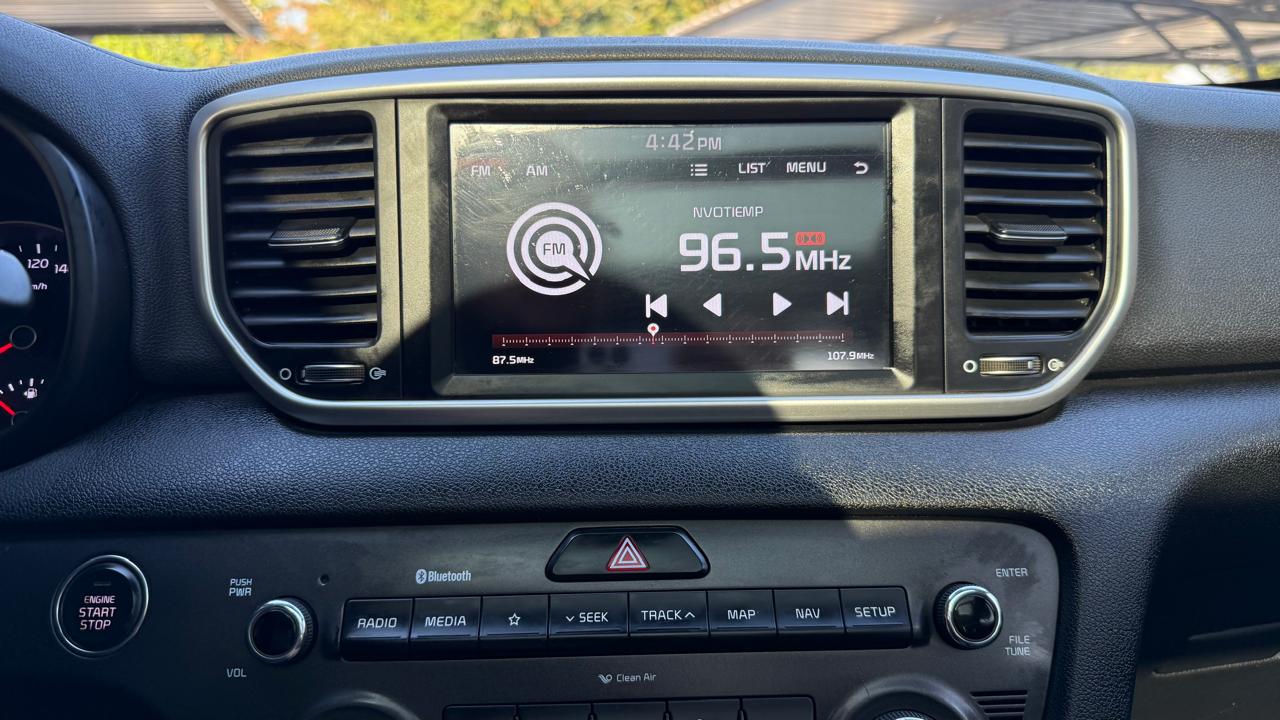 4:42 PM
FM AM LIST MENU
NVOTIEMP
FM
96.5 MHz
87.5 MHz 107.9 MHz
120 14
m/h
ENGINE
START
STOP
PUSH
PWR
VOL
Bluetooth
RADIO MEDIA SEEK TRACK MAP NAV SETUP
ENTER
FILE
TUNE
Clean Air